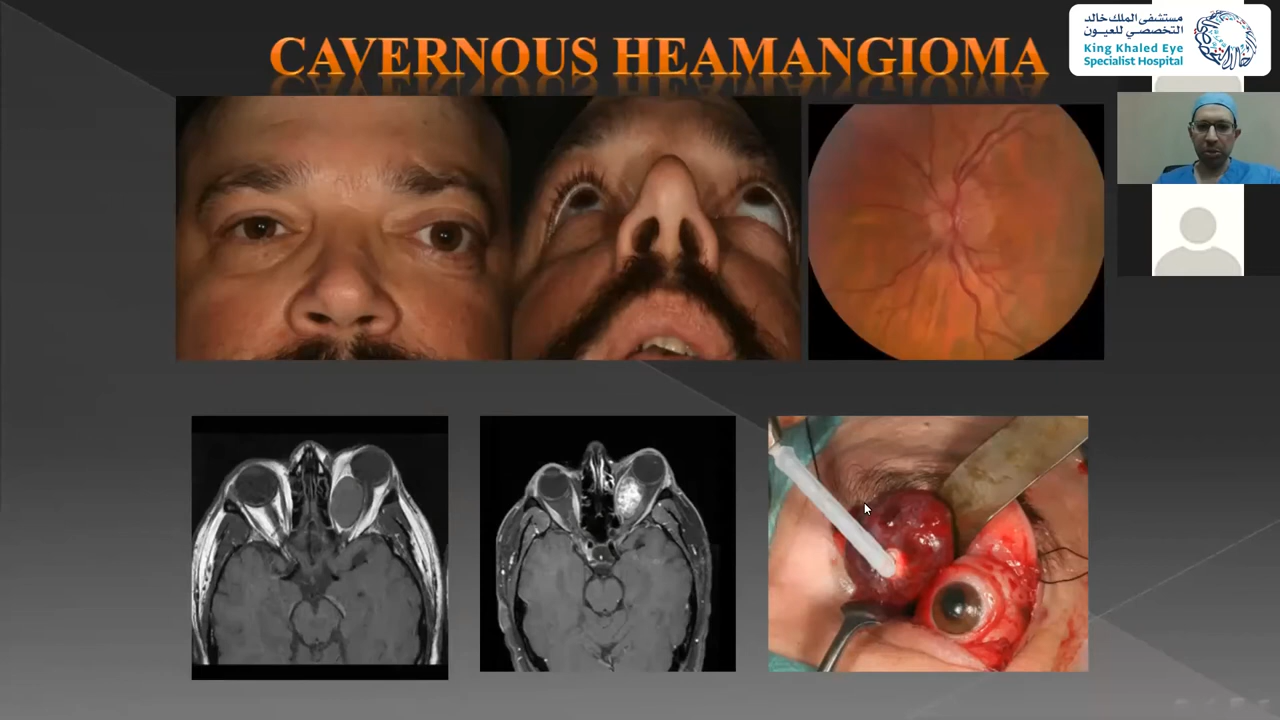 CAVERNOUS HEAMANGIOMA
مستشفى الملك خالد
التخصصي للعيون
King Khaled Eye
Specialist Hospital